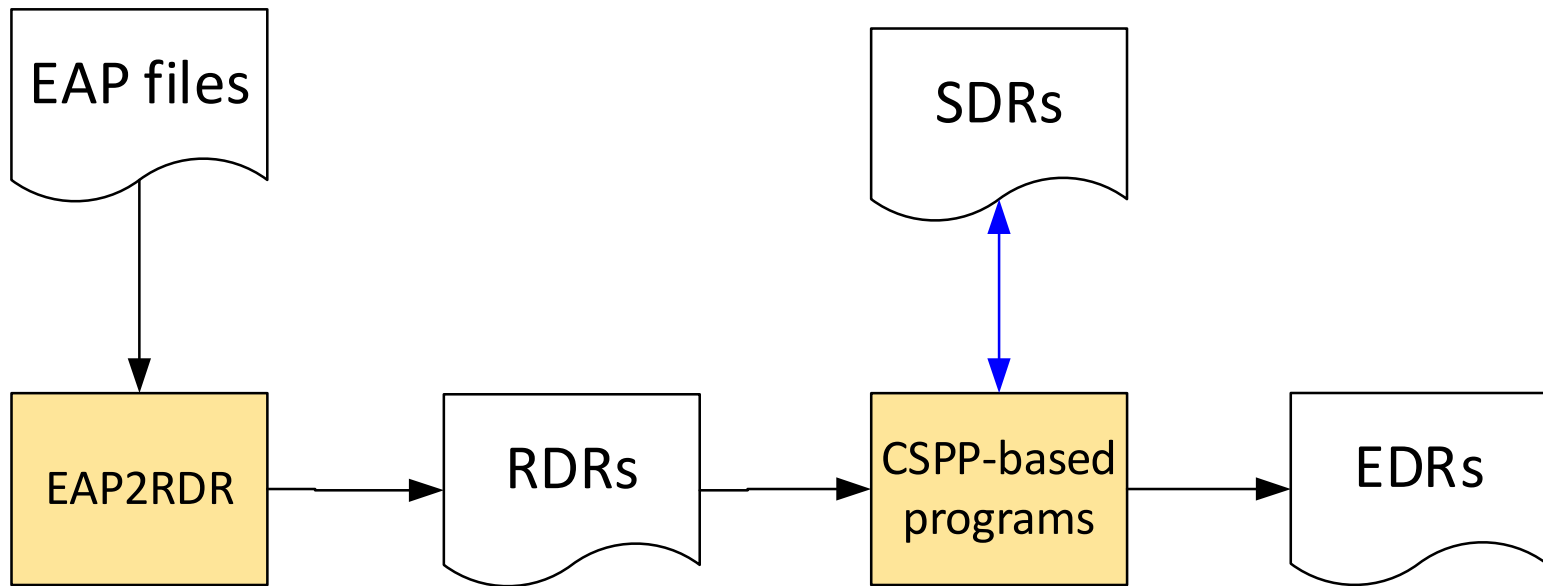 EAP files
SDRs
EAP2RDR
RDRs
CSPP-based
programs
EDRs